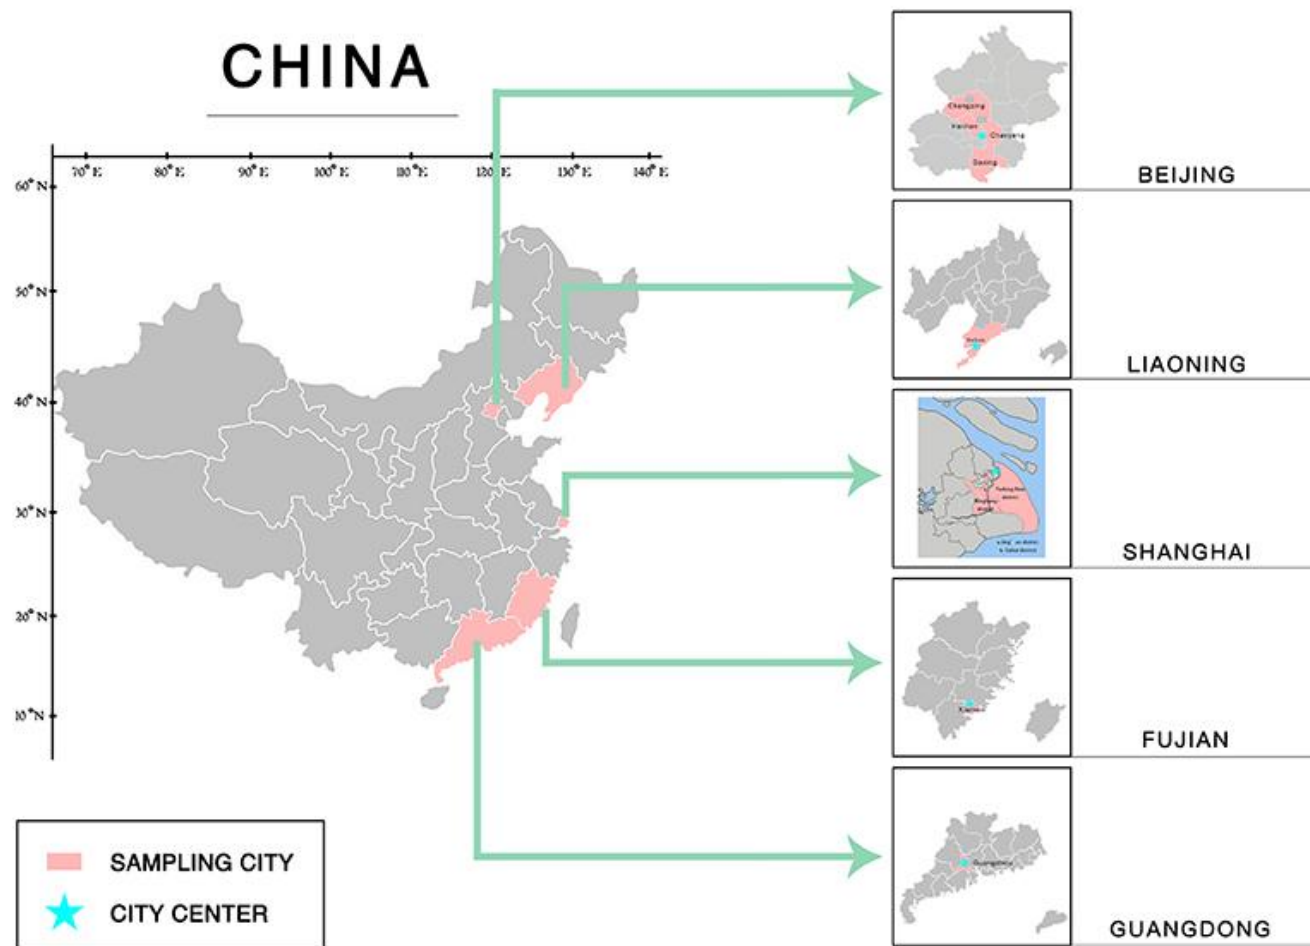 CHINA
70°E 80°E 90°E 100°E 110°E 120°E 130°E 140°E
60°N
50°N
40°N
30°N
20°N
10°N
Changping
Haidian
Chaoyang
Daxing
BEIJING
LIAONING
SHANGHAI
FUJIAN
Guangzhou
GUANGDONG
SAMPLING CITY
CITY CENTER